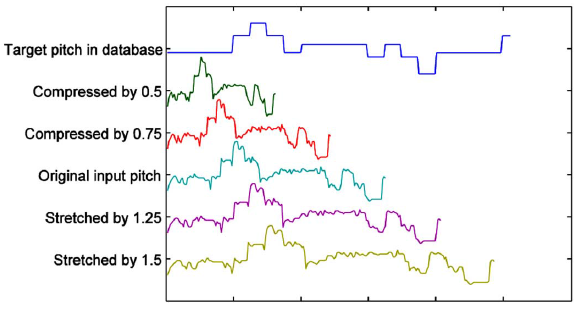 Target pitch in database
Compressed by 0.5
Compressed by 0.75
Original input pitch
Stretched by 1.25
Stretched by 1.5